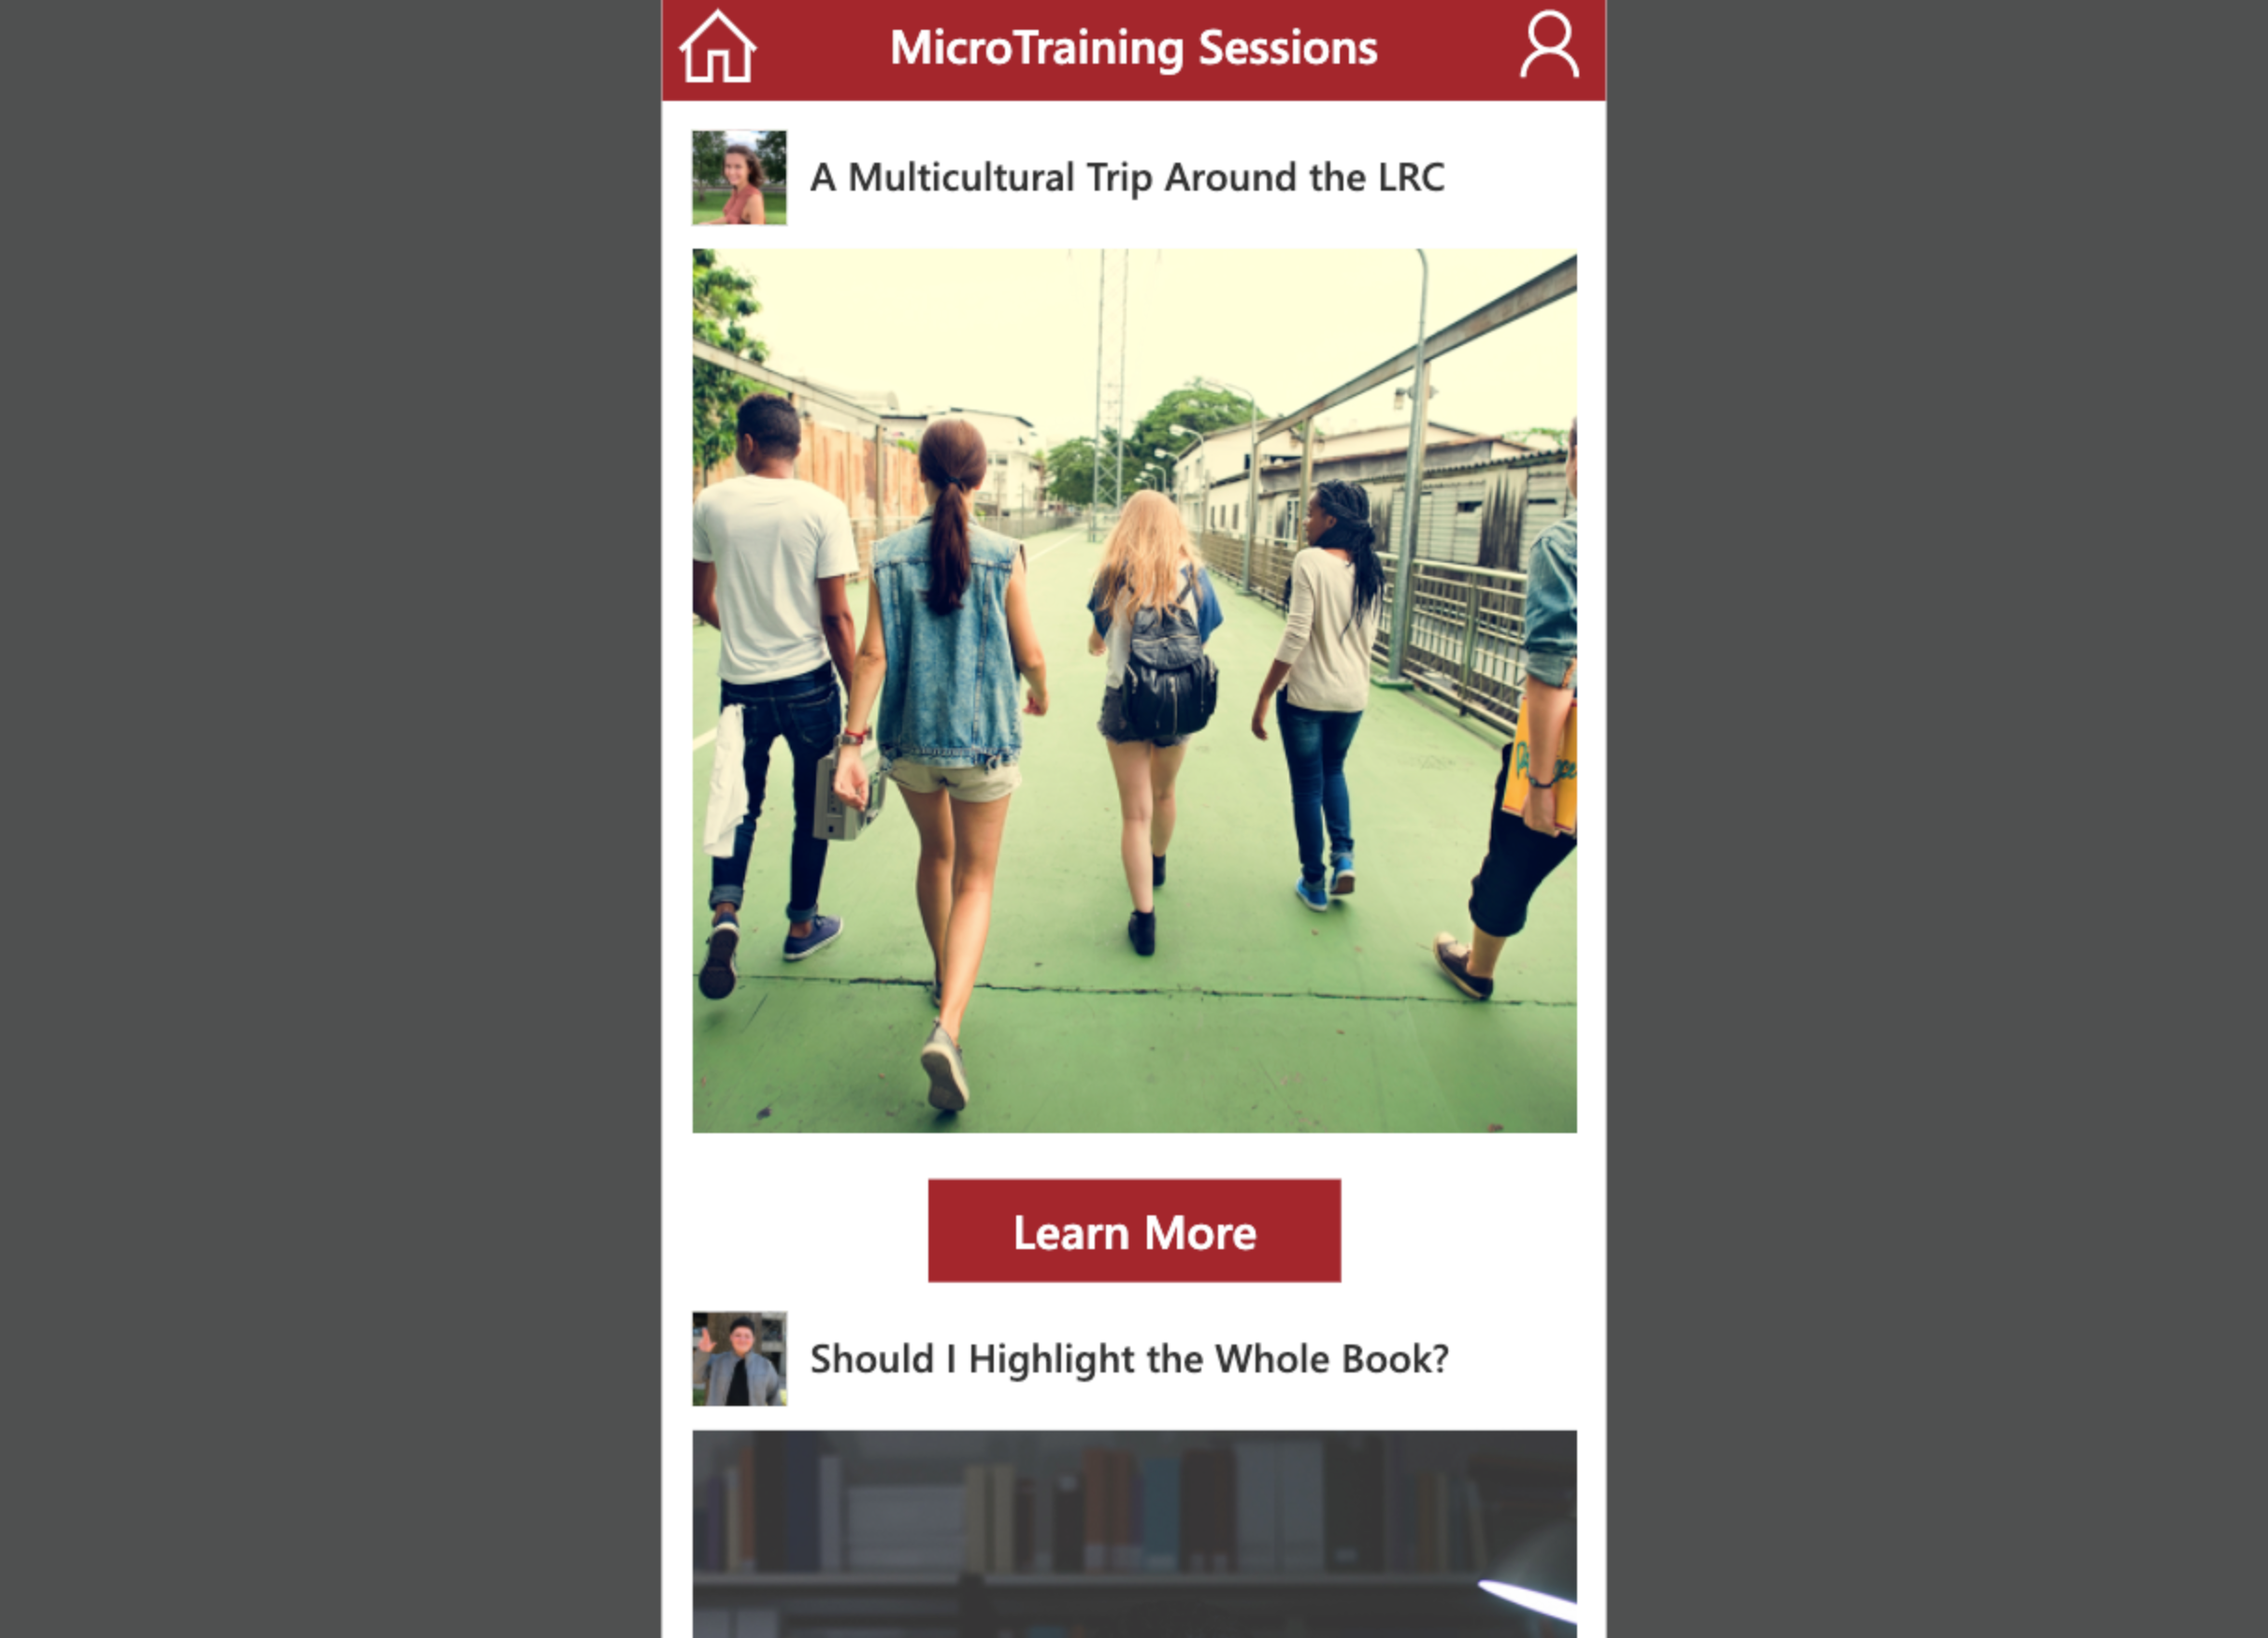 MicroTraining Sessions
A Multicultural Trip Around the LRC
Learn More
Should I Highlight the Whole Book?